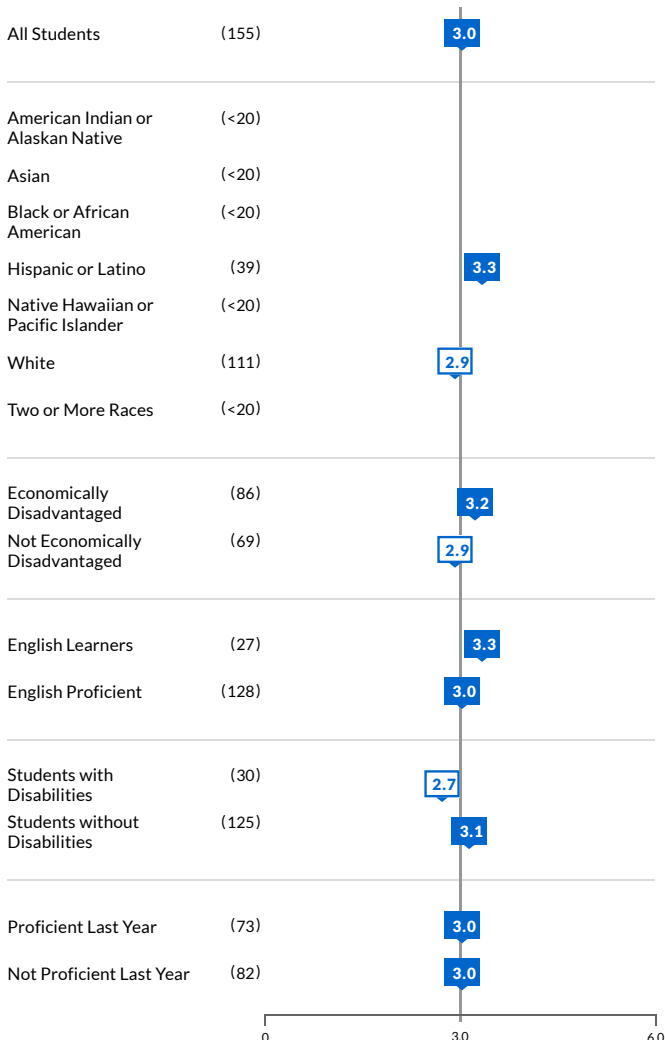 All Students (155) 3.0
American Indian or (<20)
Alaskan Native
Asian (<20)
Black or African (<20)
American
Hispanic or Latino (39) 3.3
Native Hawaiian or (<20)
Pacific Islander
White (111) 2.9
Two or More Races (<20)
Economically (86) 3.2
Disadvantaged
Not Economically (69) 2.9
Disadvantaged
English Learners (27) 3.3
English Proficient (128) 3.0
Students with (30) 2.7
Disabilities
Students without (125) 3.1
Disabilities
Proficient Last Year (73) 3.0
Not Proficient Last Year (82) 3.0
0 3.0 6.0